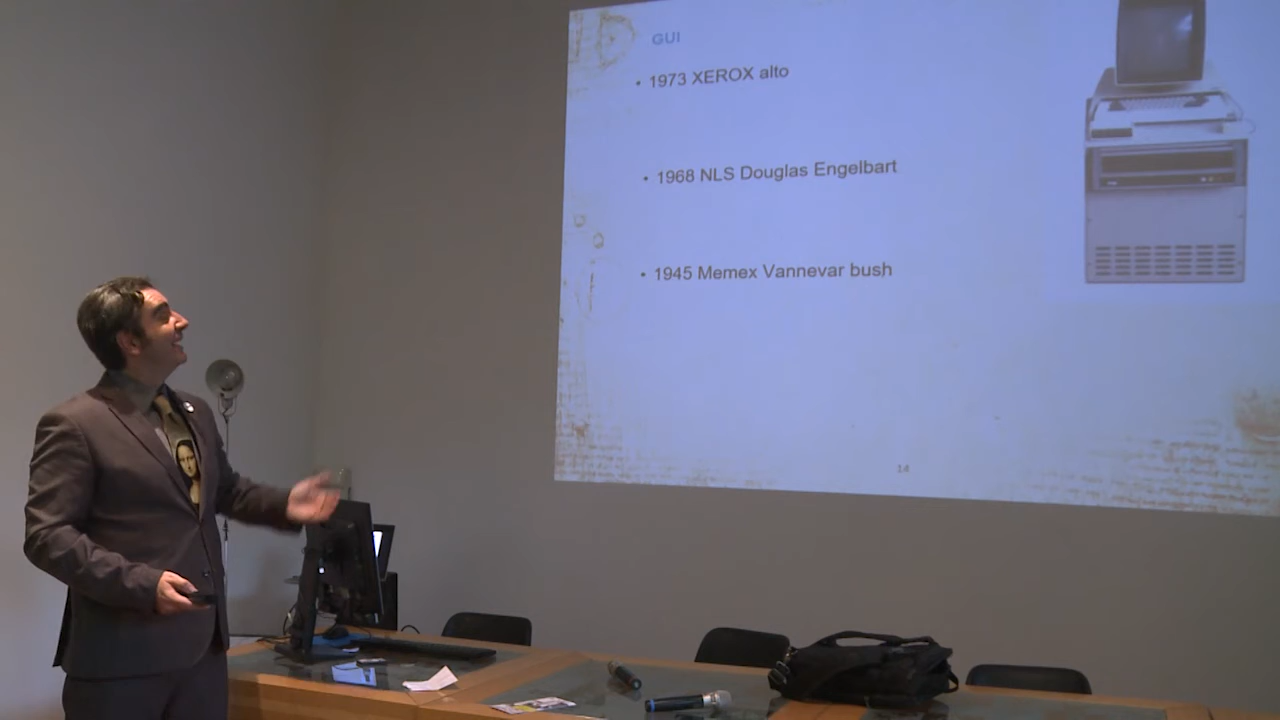 GUI
• 1973 XEROX alto
• 1968 NLS Douglas Engelbart
• 1945 Memex Vannevar bush
14